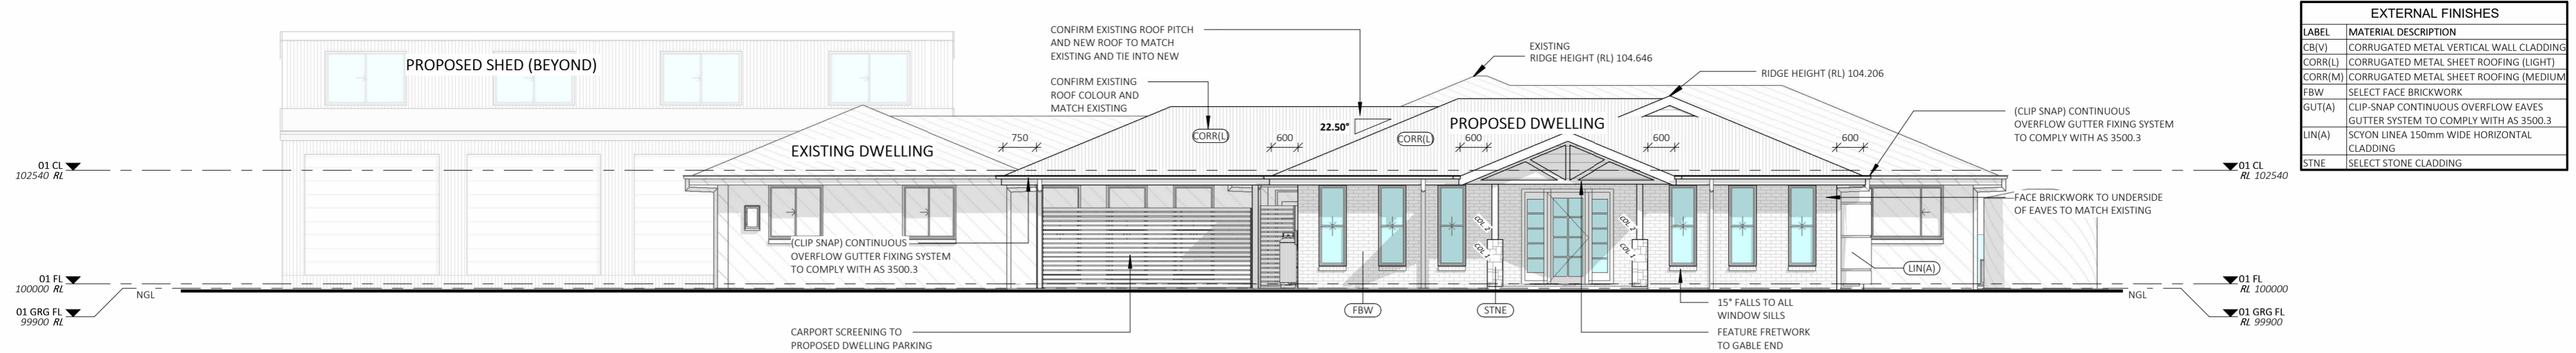 PROPOSED SHED (BEYOND)
CONFIRM EXISTING ROOF PITCH
AND NEW ROOF TO MATCH
EXISTING AND TIE INTO NEW
CONFIRM EXISTING
ROOF COLOUR AND
MATCH EXISTING
EXISTING
RIDGE HEIGHT (RL) 104.646
RIDGE HEIGHT (RL) 104.206
(CLIP SNAP) CONTINUOUS
OVERFLOW GUTTER FIXING SYSTEM
TO COMPLY WITH AS 3500.3
EXTERNAL FINISHES
LABEL MATERIAL DESCRIPTION
CB(V) CORRUGATED METAL VERTICAL WALL CLADDING
CORR(L) CORRUGATED METAL SHEET ROOFING (LIGHT)
CORR(M) CORRUGATED METAL SHEET ROOFING (MEDIUM
FBW SELECT FACE BRICKWORK
GUT(A) CLIP-SNAP CONTINUOUS OVERFLOW EAVES
GUTTER SYSTEM TO COMPLY WITH AS 3500.3
LIN(A) SCYON LINEA 150mm WIDE HORIZONTAL
CLADDING
STNE SELECT STONE CLADDING
EXISTING DWELLING
750
CORR(L)
600
22.50°
CORR(L)
PROPOSED DWELLING
600
600
600
01 CL
102540 RL
01 CL
RL 102540
FACE BRICKWORK TO UNDERSIDE
OF EAVES TO MATCH EXISTING
(CLIP SNAP) CONTINUOUS
OVERFLOW GUTTER FIXING SYSTEM
TO COMPLY WITH AS 3500.3
COL 2
COL 1
COL 2
COL 1
LIN(A)
01 FL
100000 RL
NGL
01 GRG FL
99900 RL
FBW
STNE
15° FALLS TO ALL
WINDOW SILLS
FEATURE FRETWORK
TO GABLE END
CARPORT SCREENING TO
PROPOSED DWELLING PARKING
01 FL
RL 100000
NGL
01 GRG FL
RL 99900